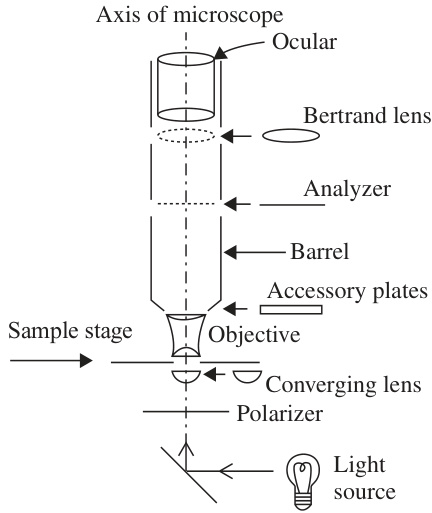 Axis of microscope
Ocular
Bertrand lens
Analyzer
Barrel
Accessory plates
Sample stage
Objective
Converging lens
Polarizer
Light
source